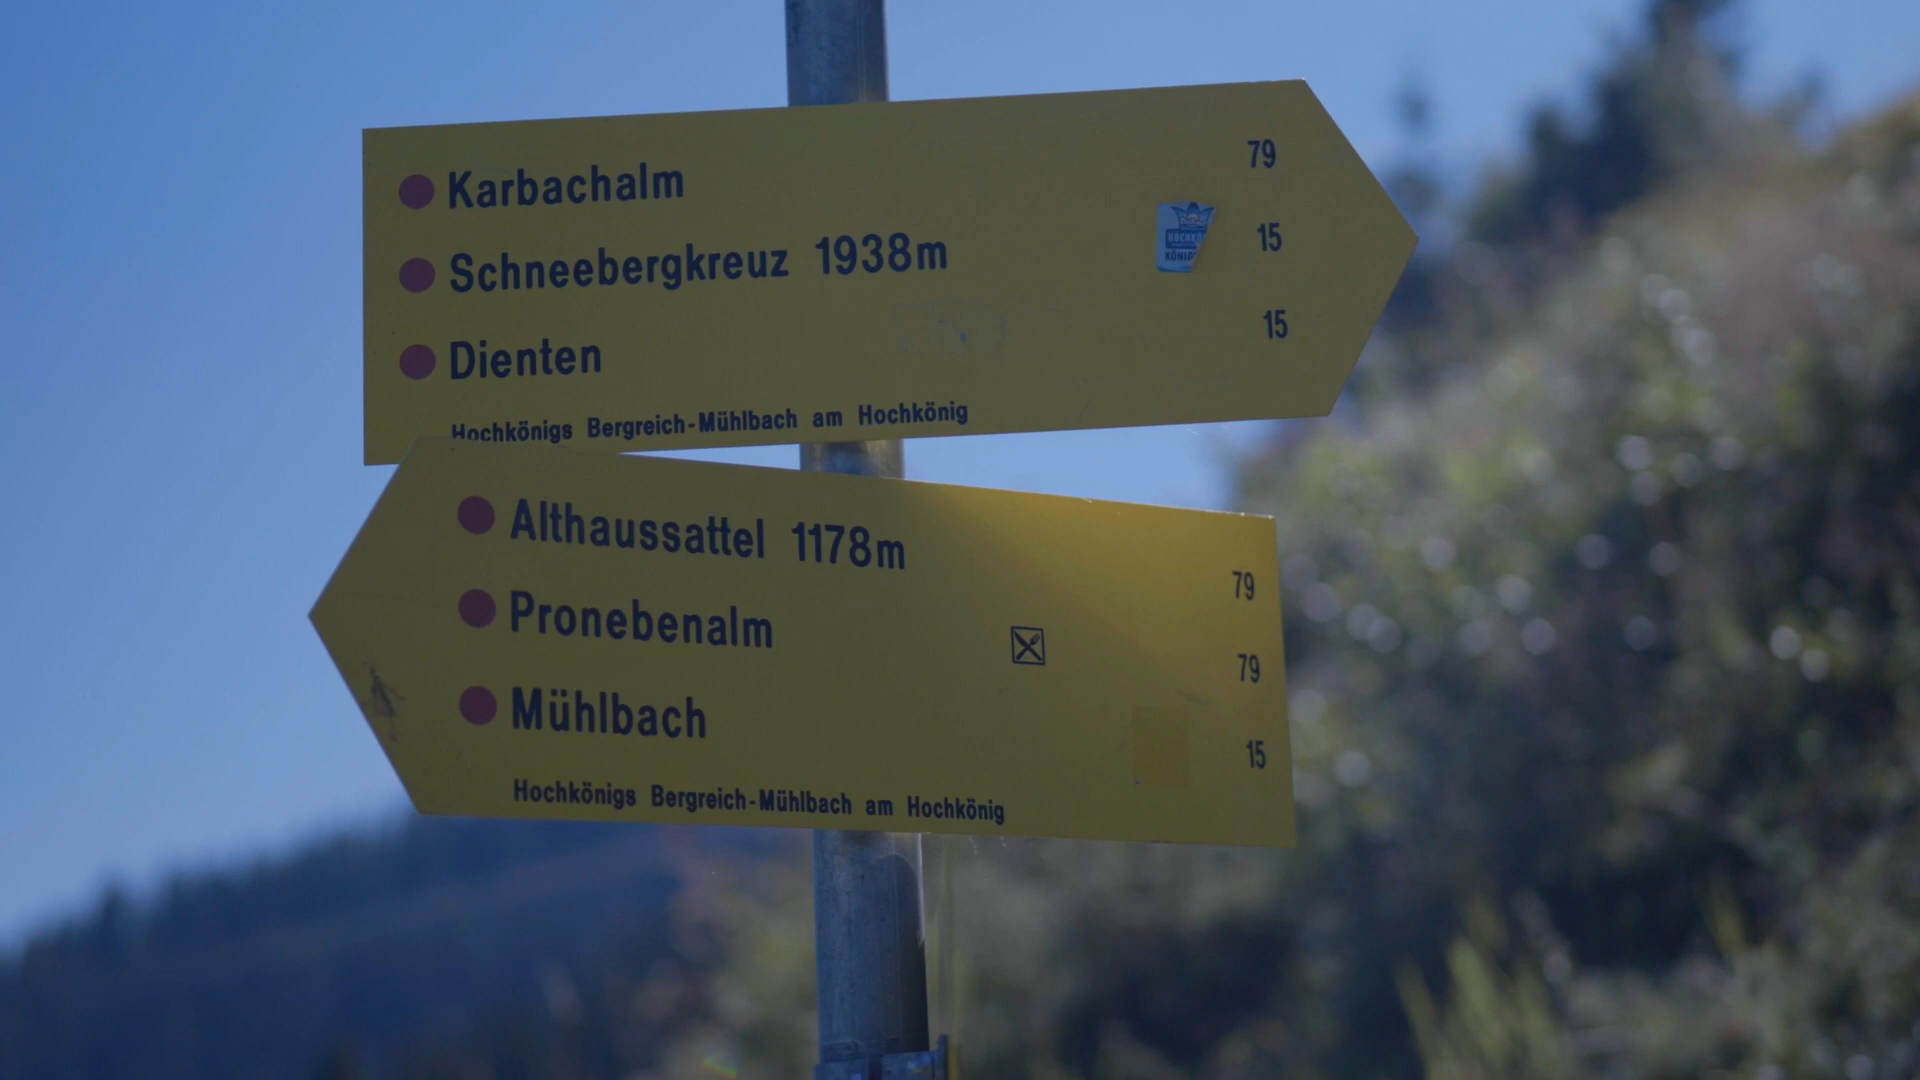 Karbachalm 79
Schneebergkreuz 1938m 15
Dienten 15
Hochkönigs Bergreich-Mühlbach am Hochkönig
Althaussattel 1178m 79
Pronebenalm 79
Mühlbach 15
Hochkönigs Bergreich-Mühlbach am Hochkönig